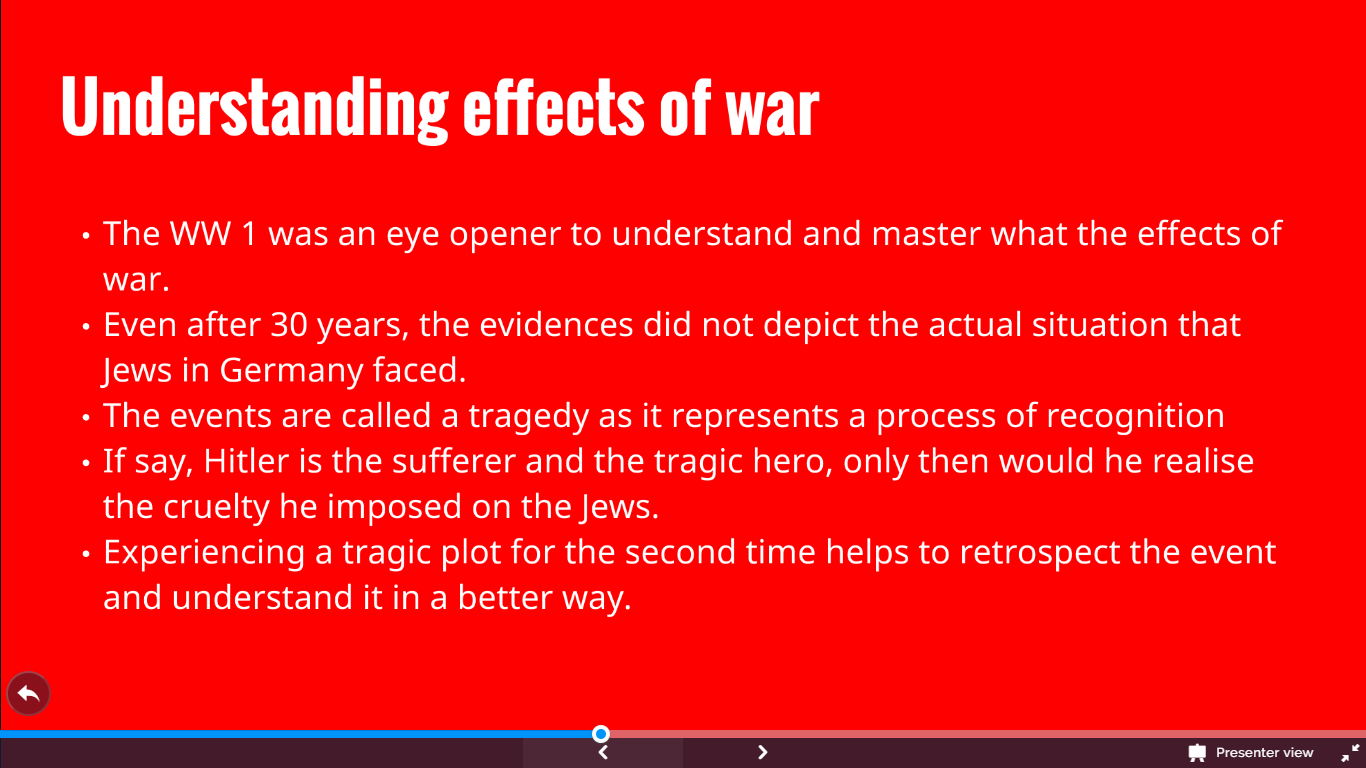 Understanding effects of war
• The WW 1 was an eye opener to understand and master what the effects of
war.
• Even after 30 years, the evidences did not depict the actual situation that
Jews in Germany faced.
• The events are called a tragedy as it represents a process of recognition
• If say, Hitler is the sufferer and the tragic hero, only then would he realise
the cruelty he imposed on the Jews.
• Experiencing a tragic plot for the second time helps to retrospect the event
and understand it in a better way.
Presenter view